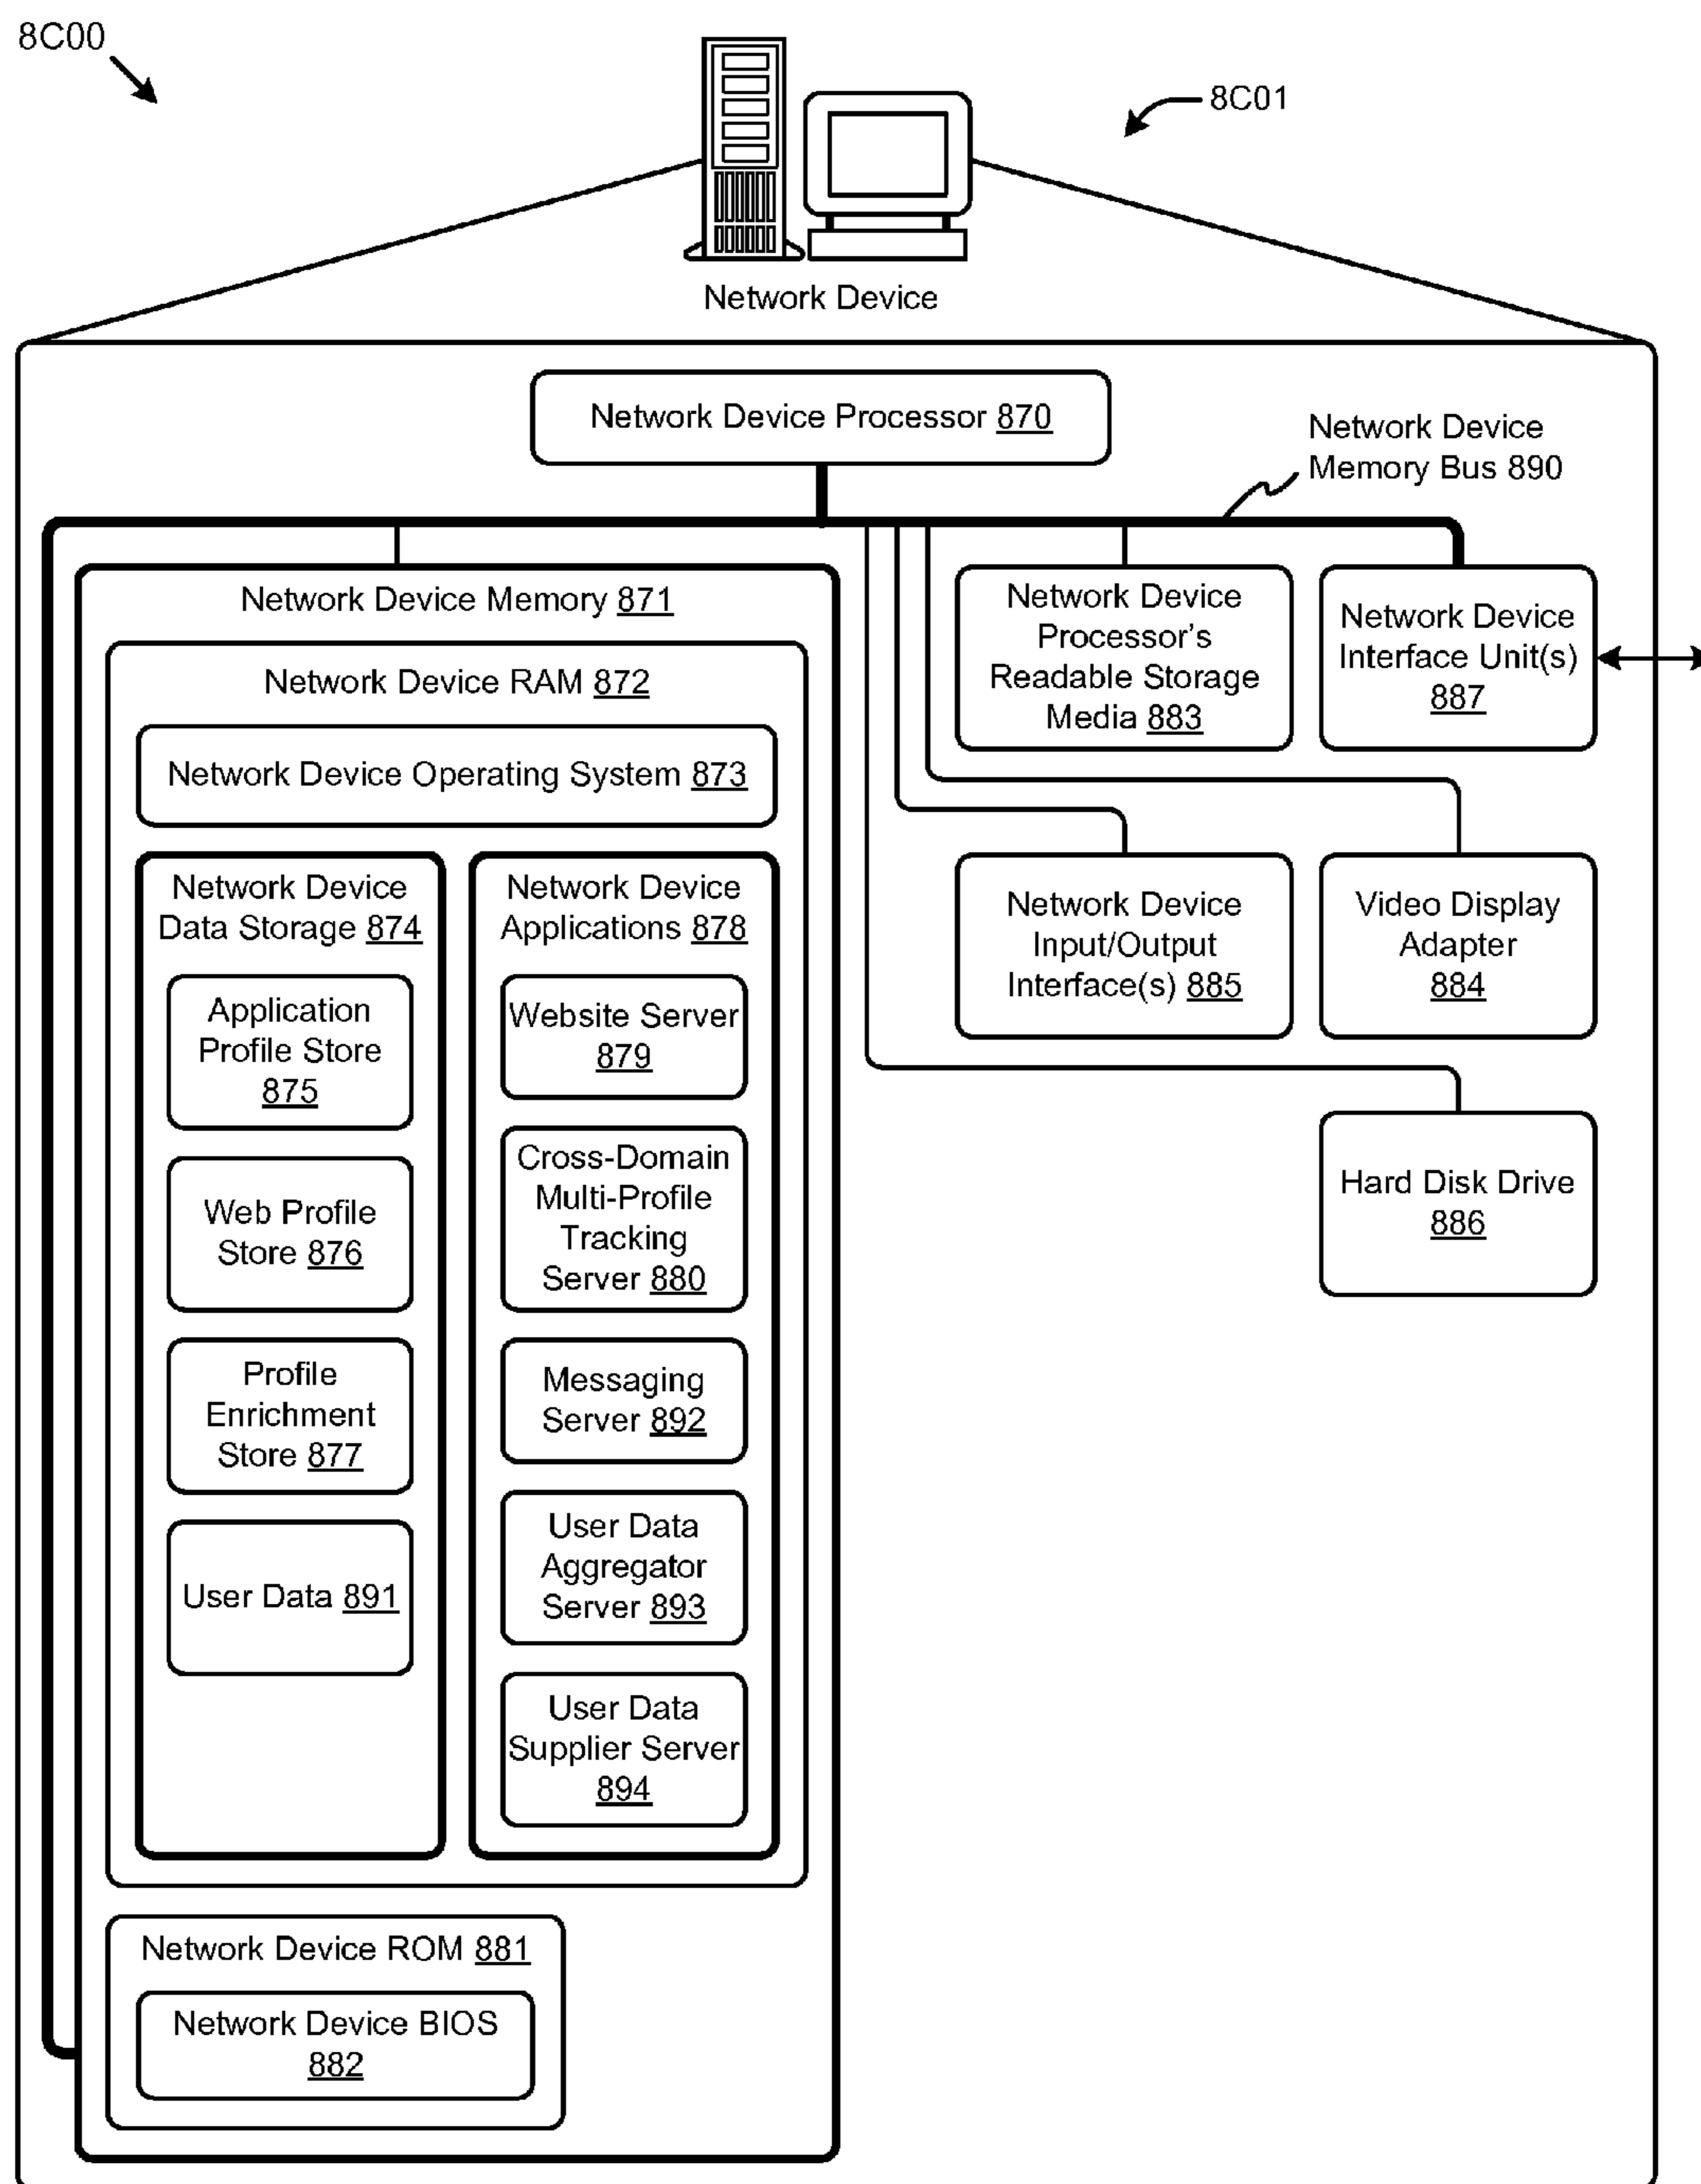 8C00
8C01
Network Device
Network Device Processor 870
Network Device
Memory Bus 890
Network Device Memory 871
Network Device RAM 872
Network Device Operating System 873
Network Device
Data Storage 874
Application
Profile Store
875
Web Profile
Store 876
Profile
Enrichment
Store 877
User Data 891
Network Device
Applications 878
Website Server
879
Cross-Domain
Multi-Profile
Tracking
Server 880
Messaging
Server 892
User Data
Aggregator
Server 893
User Data
Supplier Server
894
Network Device ROM 881
Network Device BIOS
882
Network Device
Processor’s
Readable Storage
Media 883
Network Device
Interface Unit(s)
887
Network Device
Input/Output
Interface(s) 885
Video Display
Adapter
884
Hard Disk Drive
886